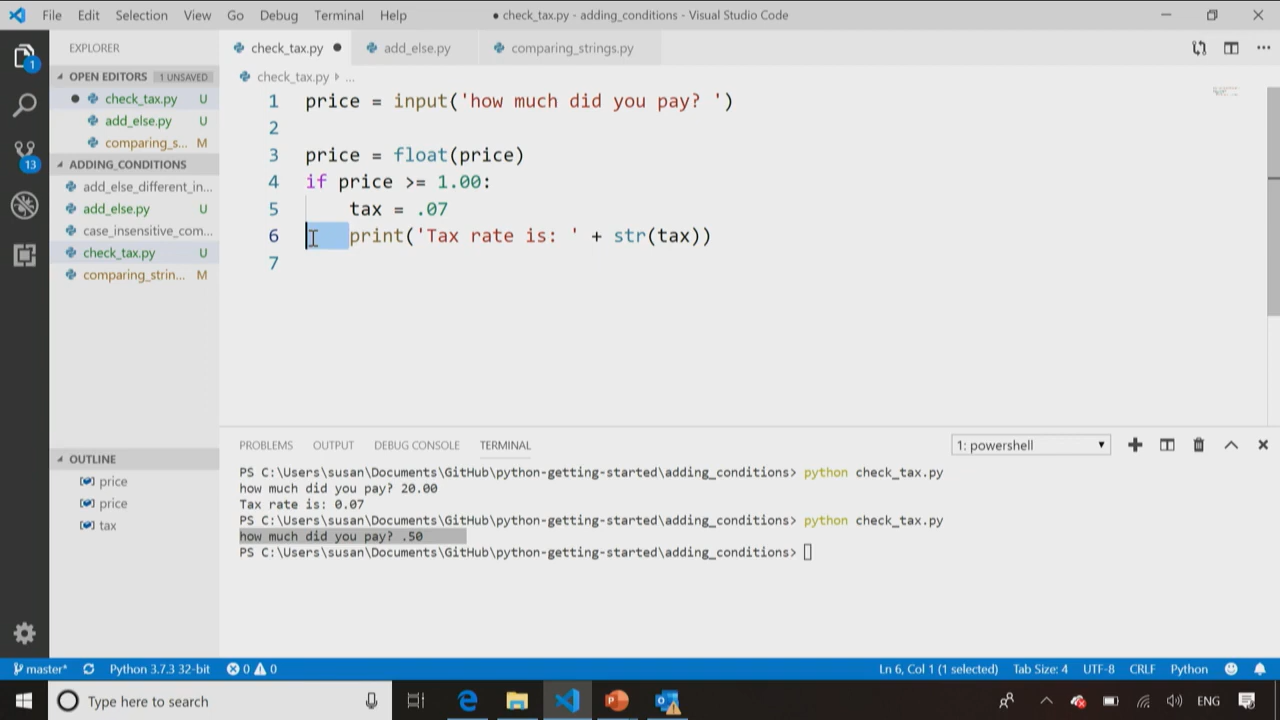 File Edit Selection View Go Debug Terminal Help
● check_tax.py - adding_conditions - Visual Studio Code
EXPLORER
OPEN EDITORS 1 UNSAVED
check_tax.py U
add_else.py U
comparing_s... M
ADDING_CONDITIONS
add_else_different_in...
add_else.py U
case_insensitive_com...
check_tax.py U
comparing_strin... M
OUTLINE
price
price
tax
check_tax.py ● add_else.py comparing_strings.py
check_tax.py ▸ ...
1 price = input('how much did you pay? ')
2
3 price = float(price)
4 if price >= 1.00:
5 tax = .07
6 print('Tax rate is: ' + str(tax))
7
PROBLEMS OUTPUT DEBUG CONSOLE TERMINAL 1: powershell
PS C:\Users\susan\Documents\GitHub\python-getting-started\adding_conditions> python check_tax.py
how much did you pay? 20.00
Tax rate is: 0.07
PS C:\Users\susan\Documents\GitHub\python-getting-started\adding_conditions> python check_tax.py
how much did you pay? .50
PS C:\Users\susan\Documents\GitHub\python-getting-started\adding_conditions>
1
13
master* Python 3.7.3 32-bit 0 0 Ln 6, Col 1 (1 selected) Tab Size: 4 UTF-8 CRLF Python
Type here to search ENG